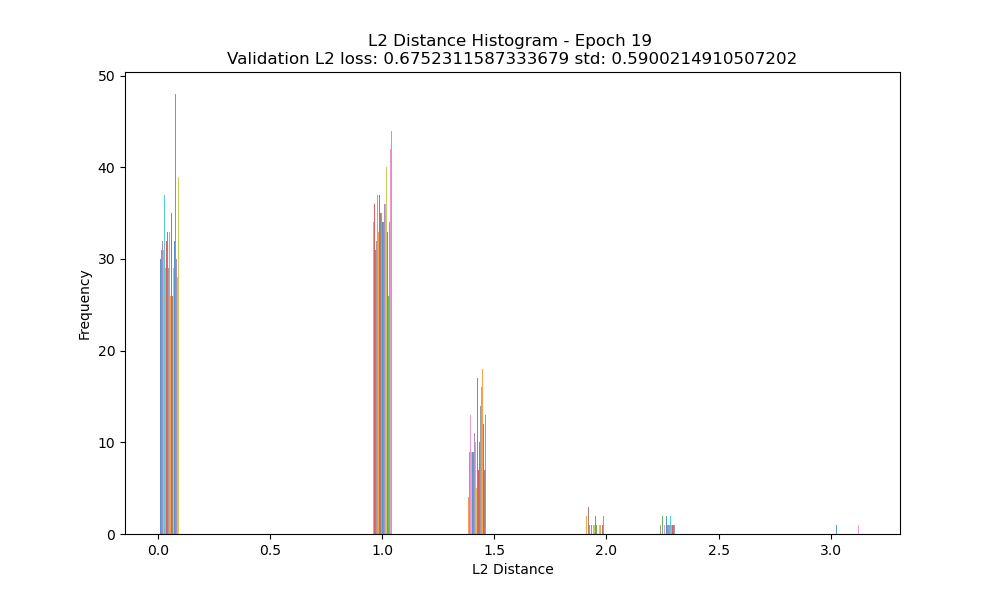 L2 Distance Histogram - Epoch 19
Validation L2 loss: 0.6752311587333679 std: 0.5900214910507202
50
40
30
20
10
0
Frequency
0.0 0.5 1.0 1.5 2.0 2.5 3.0
L2 Distance